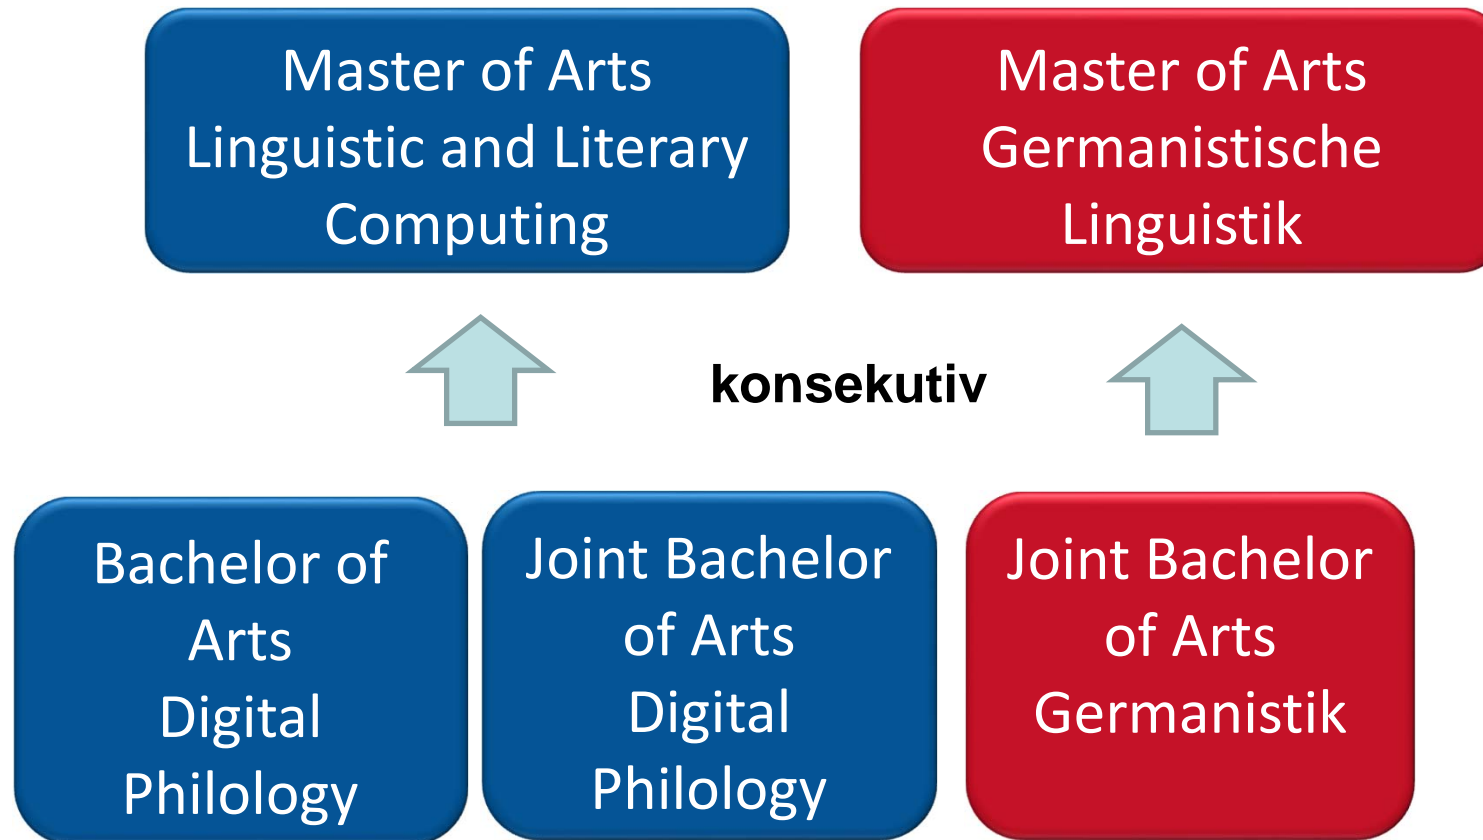 Master of Arts
Linguistic and Literary
Computing
Master of Arts
Germanistische
Linguistik
konsekutiv
Bachelor of
Arts
Digital
Philology
Joint Bachelor
of Arts
Digital
Philology
Joint Bachelor
of Arts
Germanistik